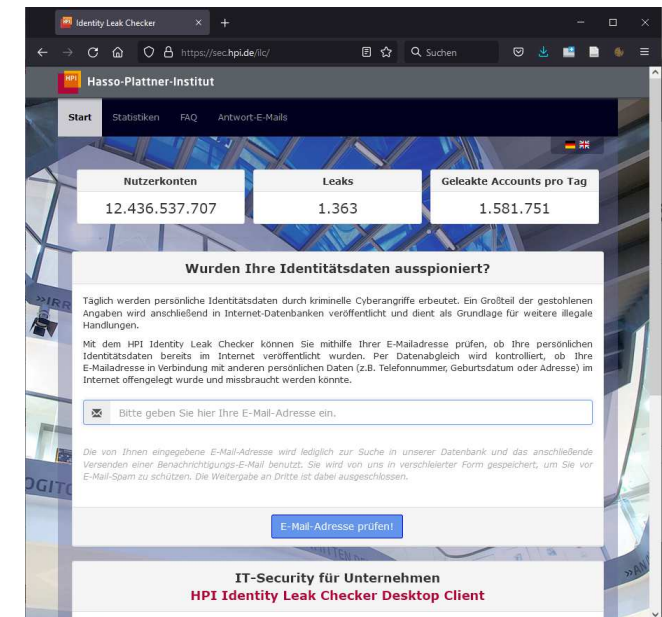 Identity Leak Checker
https://sec.hpi.de/ilc/
Suchen
HPI
Hasso-Plattner-Institut
Start Statistiken FAQ Antwort-E-Mails
Nutzerkonten Leaks Geleakte Accounts pro Tag
12.436.537.707 1.363 1.581.751
Wurden Ihre Identitätsdaten ausspioniert?
Täglich werden persönliche Identitätsdaten durch kriminelle Cyberangriffe erbeutet. Ein Großteil der gestohlenen
Angaben wird anschließend in Internet-Datenbanken veröffentlicht und dient als Grundlage für weitere illegale
Handlungen.
Mit dem HPI Identity Leak Checker können Sie mithilfe Ihrer E-Mailadresse prüfen, ob Ihre persönlichen
Identitätsdaten bereits im Internet veröffentlicht wurden. Per Datenabgleich wird kontrolliert, ob Ihre
E-Mailadresse in Verbindung mit anderen persönlichen Daten (z.B. Telefonnummer, Geburtsdatum oder Adresse) im
Internet offengelegt wurde und missbraucht werden könnte.
Bitte geben Sie hier Ihre E-Mail-Adresse ein.
Die von Ihnen eingegebene E-Mail-Adresse wird lediglich zur Suche in unserer Datenbank und das anschließende
Versenden einer Benachrichtigungs-E-Mail benutzt. Sie wird von uns in verschleierter Form gespeichert, um Sie vor
E-Mail-Spam zu schützen. Die Weitergabe an Dritte ist dabei ausgeschlossen.
E-Mail-Adresse prüfen!
IT-Security für Unternehmen
HPI Identity Leak Checker Desktop Client